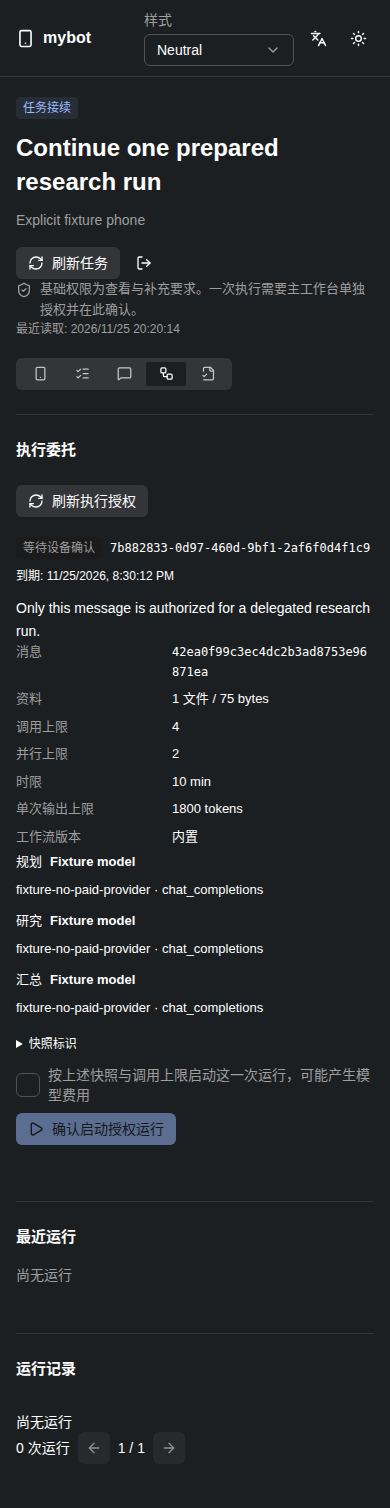 mybot
样式
Neutral
任务接续
Continue one prepared
research run
Explicit fixture phone
刷新任务
基础权限为查看与补充要求。一次执行需要主工作台单独
授权并在此确认。
最近读取: 2026/11/25 20:20:14
执行委托
刷新执行授权
等待设备确认 7b882833-0d97-460d-9bf1-2af6f0d4f1c9
到期: 11/25/2026, 8:30:12 PM
Only this message is authorized for a delegated research
run.
消息 42ea0f99c3ec4dc2b3ad8753e96
871ea
资料 1 文件 / 75 bytes
调用上限 4
并行上限 2
时限 10 min
单次输出上限 1800 tokens
工作流版本 内置
规划 Fixture model
fixture-no-paid-provider · chat_completions
研究 Fixture model
fixture-no-paid-provider · chat_completions
汇总 Fixture model
fixture-no-paid-provider · chat_completions
快照标识
按上述快照与调用上限启动这一次运行，可能产生模
型费用
确认启动授权运行
最近运行
尚无运行
运行记录
尚无运行
0 次运行 1 / 1